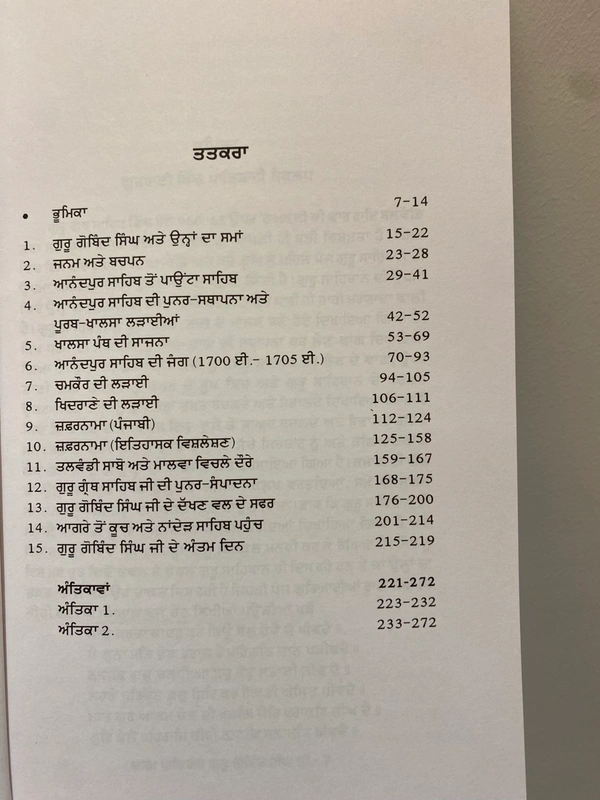 ਤਤਕਰਾ
• ਭੂਮਿਕਾ 7-14
1. ਗੁਰੂ ਗੋਬਿੰਦ ਸਿੰਘ ਅਤੇ ਉਨ੍ਹਾਂ ਦਾ ਸਮਾਂ 15-22
2. ਜਨਮ ਅਤੇ ਬਚਪਨ 23-28
3. ਆਨੰਦਪੁਰ ਸਾਹਿਬ ਤੋਂ ਪਾਉਂਟਾ ਸਾਹਿਬ 29-41
4. ਆਨੰਦਪੁਰ ਸਾਹਿਬ ਦੀ ਪੁਨਰ-ਸਥਾਪਨਾ ਅਤੇ
ਪੂਰਬ-ਖਾਲਸਾ ਲੜਾਈਆਂ 42-52
5. ਖਾਲਸਾ ਪੰਥ ਦੀ ਸਾਜਨਾ 53-69
6. ਆਨੰਦਪੁਰ ਸਾਹਿਬ ਦੀ ਜੰਗ (1700 ਈ.- 1705 ਈ.) 70-93
7. ਚਮਕੌਰ ਦੀ ਲੜਾਈ 94-105
8. ਖਿਦਰਾਣੇ ਦੀ ਲੜਾਈ 106-111
9. ਜ਼ਫ਼ਰਨਾਮਾ (ਪੰਜਾਬੀ) 112-124
10. ਜ਼ਫ਼ਰਨਾਮਾ (ਇਤਿਹਾਸਕ ਵਿਸ਼ਲੇਸ਼ਣ) 125-158
11. ਤਲਵੰਡੀ ਸਾਬੋ ਅਤੇ ਮਾਲਵਾ ਵਿਚਲੇ ਦੌਰੇ 159-167
12. ਗੁਰੂ ਗ੍ਰੰਥ ਸਾਹਿਬ ਜੀ ਦੀ ਪੁਨਰ-ਸੰਪਾਦਨਾ 168-175
13. ਗੁਰੂ ਗੋਬਿੰਦ ਸਿੰਘ ਜੀ ਦੇ ਦੱਖਣ ਵਲ ਦੇ ਸਫਰ 176-200
14. ਆਗਰੇ ਤੋਂ ਕੂਚ ਅਤੇ ਨਾਂਦੇੜ ਸਾਹਿਬ ਪਹੁੰਚ 201-214
15. ਗੁਰੂ ਗੋਬਿੰਦ ਸਿੰਘ ਜੀ ਦੇ ਅੰਤਮ ਦਿਨ 215-219
ਅੰਤਿਕਾਵਾਂ 221-272
ਅੰਤਿਕਾ 1. 223-232
ਅੰਤਿਕਾ 2. 233-272